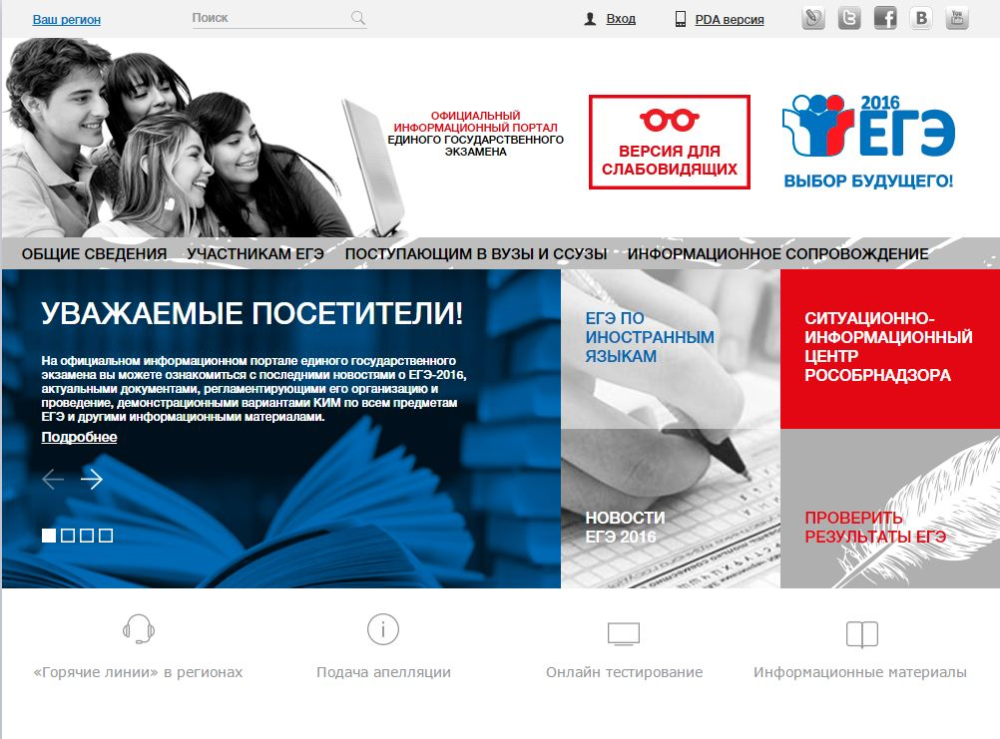 Ваш регион
Поиск
Вход
PDA версия
You
Tube
ОФИЦИАЛЬНЫЙ
ИНФОРМАЦИОННЫЙ ПОРТАЛ
ЕДИНОГО ГОСУДАРСТВЕННОГО
ЭКЗАМЕНА
ВЕРСИЯ ДЛЯ
СЛАБОВИДЯЩИХ
2016
ЕГЭ
ВЫБОР БУДУЩЕГО!
ОБЩИЕ СВЕДЕНИЯ УЧАСТНИКАМ ЕГЭ ПОСТУПАЮЩИМ В ВУЗЫ И ССУЗЫ ИНФОРМАЦИОННОЕ СОПРОВОЖДЕНИЕ
УВАЖАЕМЫЕ ПОСЕТИТЕЛИ!
На официальном информационном портале единого государственного
экзамена вы можете ознакомиться с последними новостями о ЕГЭ-2016,
актуальными документами, регламентирующими его организацию и
проведение, демонстрационными вариантами КИМ по всем предметам
ЕГЭ и другими информационными материалами.
Подробнее
ЕГЭ ПО
ИНОСТРАННЫМ
ЯЗЫКАМ
НОВОСТИ
ЕГЭ 2016
СИТУАЦИОННО-
ИНФОРМАЦИОННЫЙ
ЦЕНТР
РОСОБРНАДЗОРА
ПРОВЕРИТЬ
РЕЗУЛЬТАТЫ ЕГЭ
«Горячие линии» в регионах
Подача апелляции
Онлайн тестирование
Информационные материалы